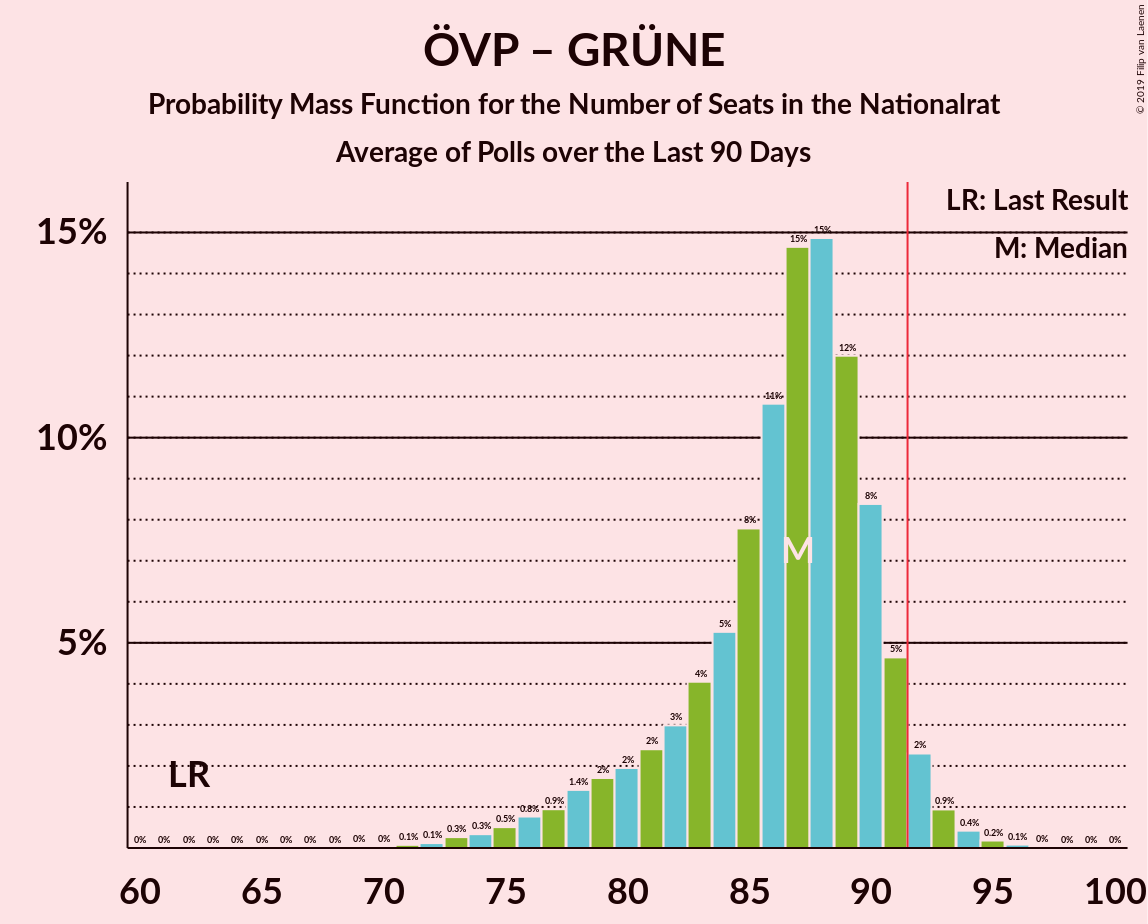 ÖVP – GRÜNE
Probability Mass Function for the Number of Seats in the Nationalrat
Average of Polls over the Last 90 Days
© 2019 Filip van Laenen
LR: Last Result
M: Median
15%
10%
5%
0% 0% 0% 0% 0% 0% 0% 0% 0% 0% 0% 0.1% 0.1% 0.3% 0.3% 0.5% 0.8% 0.9% 1.4% 2% 2% 2% 3% 4% 5% 8% 11% 15% 15% 12% 8% 5% 2% 0.9% 0.4% 0.2% 0.1% 0% 0% 0% 0%
M
LR
60 65 70 75 80 85 90 95 100